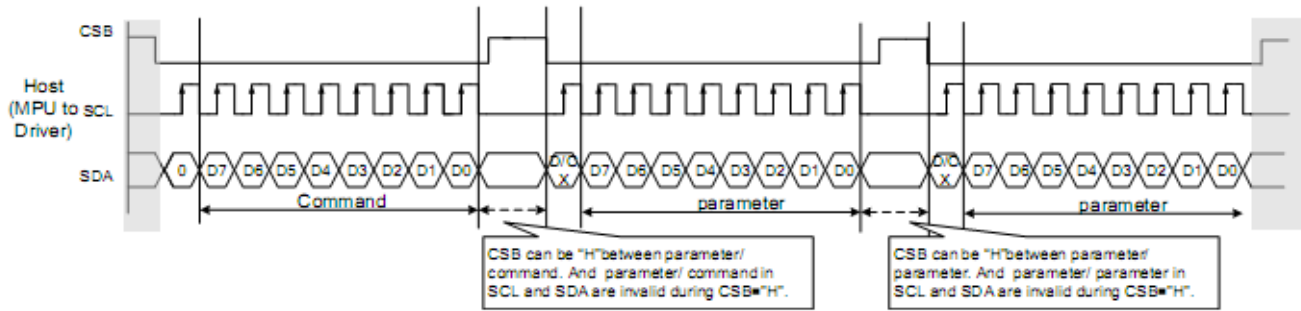 CSB
Host
(MPU to SCL
Driver)
SDA
0 D7 D6 D5 D4 D3 D2 D1 D0 D/C D7 D6 D5 D4 D3 D2 D1 D0 D/C D7 D6 D5 D4 D3 D2 D1 D0
X X
Command parameter parameter
CSB can be "H"between parameter/
command. And parameter/ command in
SCL and SDA are invalid during CSB="H".
CSB can be "H"between parameter/
parameter. And parameter/ parameter in
SCL and SDA are invalid during CSB="H".